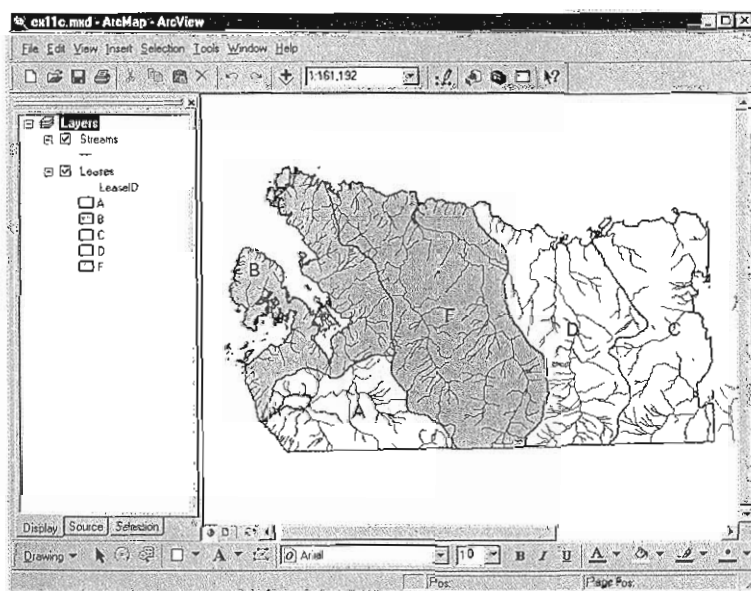 ex11c.mxd - ArcMap - ArcView
File Edit View Insert Selection Tools Window Help
1:161,192
Layers
Streams
Leases
LeaseID
A
B
C
D
F
B
F
D
C
A
Display Source Selection
Drawing A Arial 10 B I U A
Pos: Page Pos: